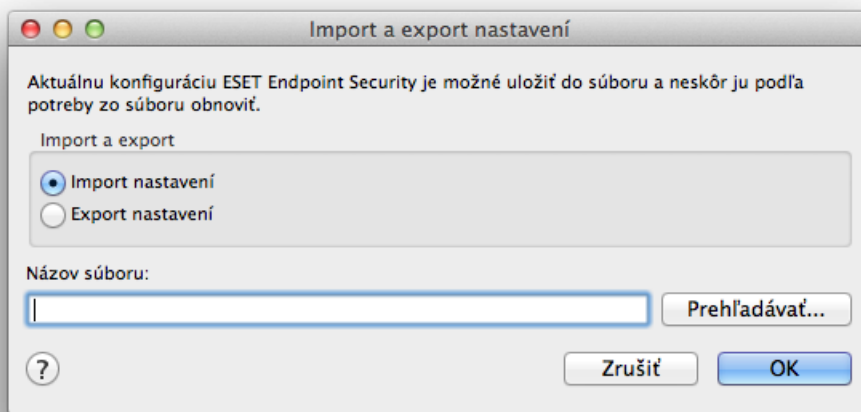 Import a export nastavení
Aktuálnu konfiguráciu ESET Endpoint Security je možné uložiť do súboru a neskôr ju podľa
potreby zo súboru obnoviť.
Import a export
Import nastavení
Export nastavení
Názov súboru:
Prehľadávať...
?
Zrušiť
OK